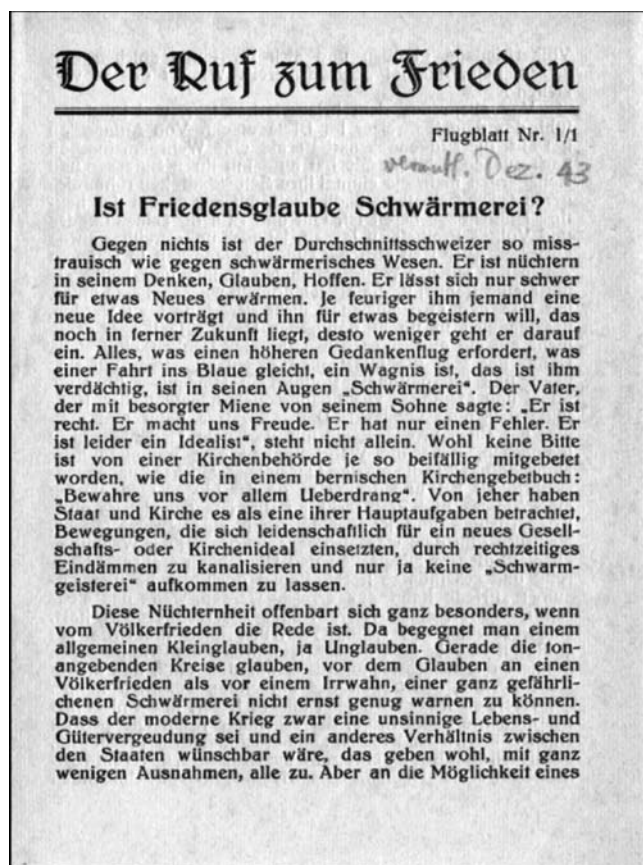 Der Ruf zum Frieden
Flugblatt Nr. 1/1
vermutl. Dez. 43
Ist Friedensglaube Schwärmerei?
Gegen nichts ist der Durchschnittsschweizer so miss-
trauisch wie gegen schwärmerisches Wesen. Er ist nüchtern
in seinem Denken, Glauben, Hoffen. Er lässt sich nur schwer
für etwas Neues erwärmen. Je feuriger ihm jemand eine
neue Idee vorträgt und ihn für etwas begeistern will, das
noch in ferner Zukunft liegt, desto weniger geht er darauf
ein. Alles, was einen höheren Gedankenflug erfordert, was
einer Fahrt ins Blaue gleicht, ein Wagnis ist, das ist ihm
verdächtig, ist in seinen Augen „Schwärmerei“. Der Vater,
der mit besorgter Miene von seinem Sohne sagte: „Er ist
recht. Er macht uns Freude. Er hat nur einen Fehler. Er
ist leider ein Idealist“, steht nicht allein. Wohl keine Bitte
ist von einer Kirchenbehörde je so beifällig mitgebetet
worden, wie die in einem bernischen Kirchengebetbuch:
„Bewahre uns vor allem Ueberdrang“. Von jeher haben
Staat und Kirche es als eine ihrer Hauptaufgaben betrachtet,
Bewegungen, die sich leidenschaftlich für ein neues Gesell-
schafts- oder Kirchenideal einsetzten, durch rechtzeitiges
Eindämmen zu kanalisieren und nur ja keine „Schwarm-
geisterei“ aufkommen zu lassen.
Diese Nüchternheit offenbart sich ganz besonders, wenn
vom Völkerfrieden die Rede ist. Da begegnet man einem
allgemeinen Kleinglauben, ja Unglauben. Gerade die ton-
angebenden Kreise glauben, vor dem Glauben an einen
Völkerfrieden als vor einem Irrwahn, einer ganz gefährli-
chenen Schwärmerei nicht ernst genug warnen zu können.
Dass der moderne Krieg zwar eine unsinnige Lebens- und
Gütervergeudung sei und ein anderes Verhältnis zwischen
den Staaten wünschbar wäre, das geben wohl, mit ganz
wenigen Ausnahmen, alle zu. Aber an die Möglichkeit eines